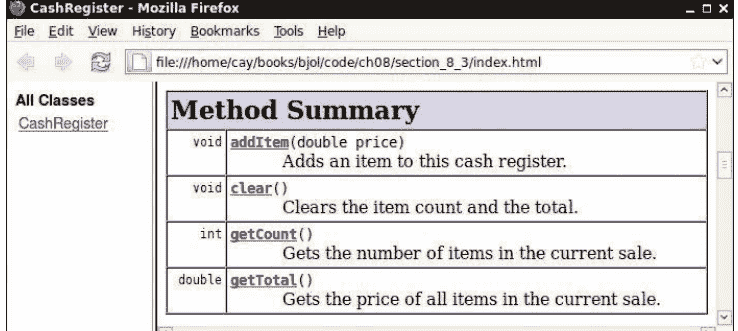 CashRegister - Mozilla Firefox
File Edit View History Bookmarks Tools Help
file:///home/cay/books/bjol/code/ch08/section_8_3/index.html
All Classes
CashRegister
Method Summary
void addItem(double price)
Adds an item to this cash register.
void clear()
Clears the item count and the total.
int getCount()
Gets the number of items in the current sale.
double getTotal()
Gets the price of all items in the current sale.